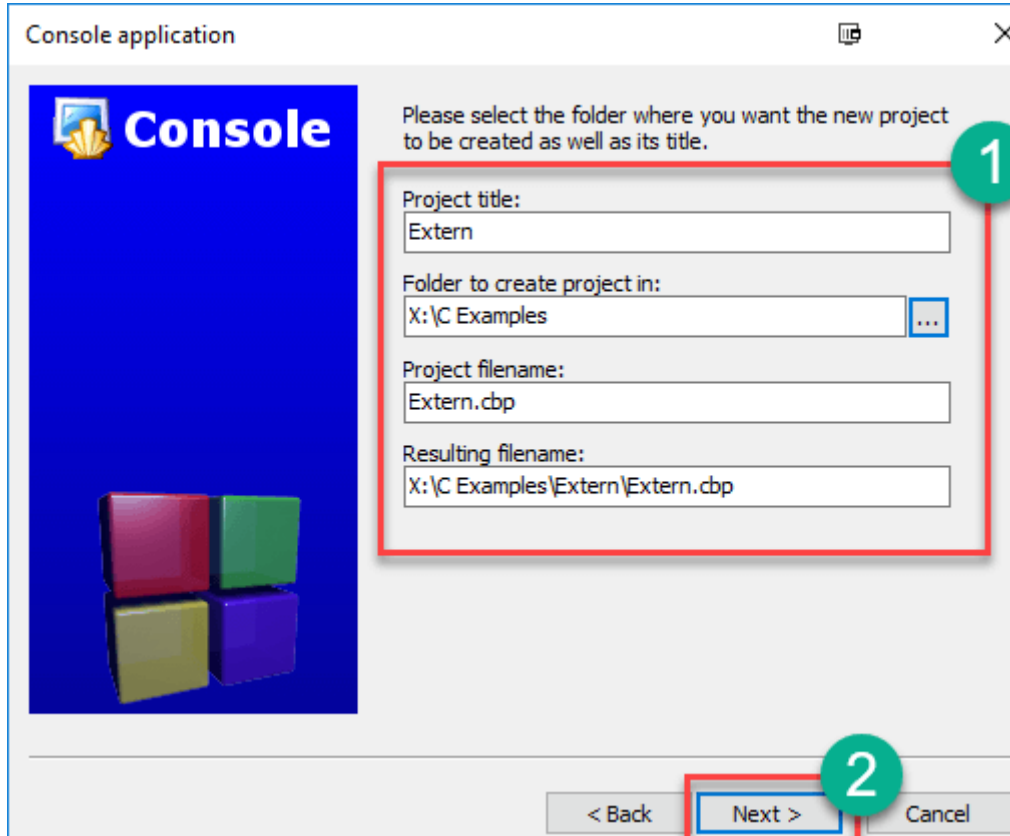 Console application
Console
Please select the folder where you want the new project
to be created as well as its title.
1
Project title:
Extern
Folder to create project in:
X:\C Examples
...
Project filename:
Extern.cbp
Resulting filename:
X:\C Examples\Extern\Extern.cbp
2
< Back
Next >
Cancel